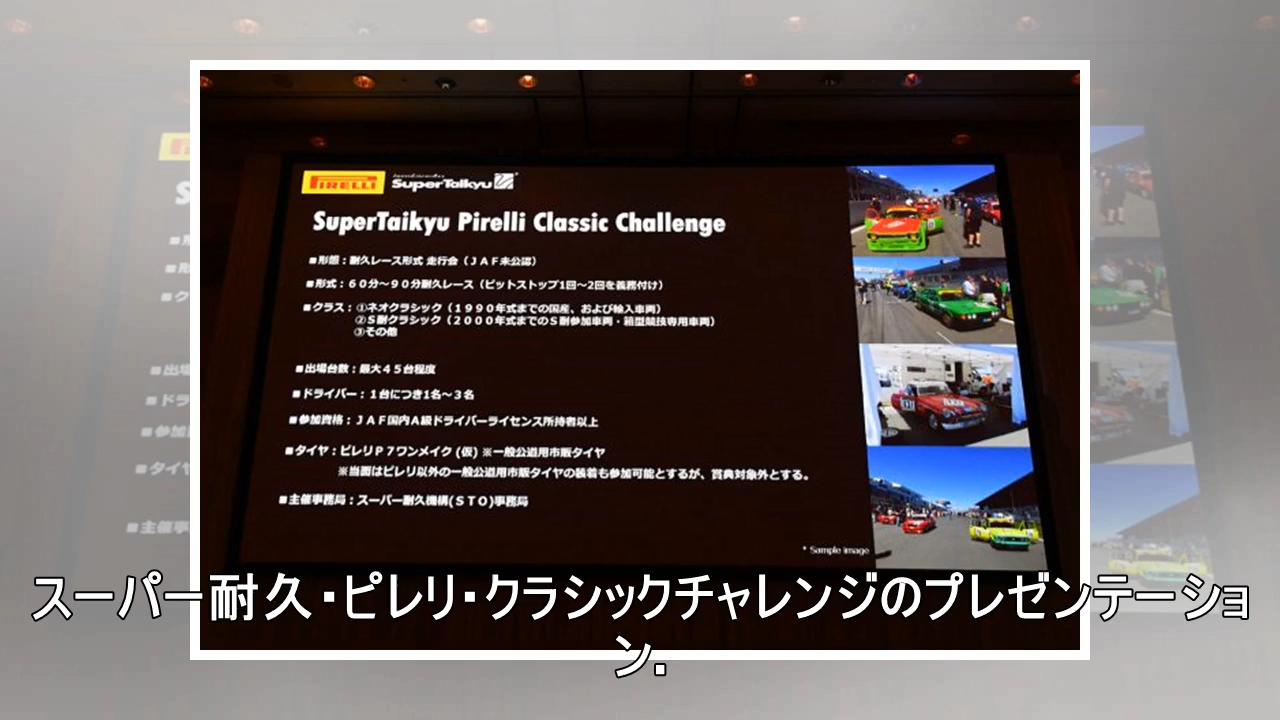 PIRELLI SuperTaikyu
SuperTaikyu Pirelli Classic Challenge
■形態：耐久レース形式 走行会（ＪＡＦ未公認）
■形式：６０分～９０分耐久レース（ピットストップ1回～2回を義務付け）
■クラス：①ネオクラシック（１９９０年式までの国産、および輸入車両）
②Ｓ耐クラシック（２０００年式までのＳ耐参加車両・箱型競技専用車両）
③その他
■出場台数：最大４５台程度
■ドライバー：１台につき1名～３名
■参加資格：ＪＡＦ国内Ａ級ドライバーライセンス所持者以上
■タイヤ：ピレリＰ７ワンメイク (仮) ※一般公道用市販タイヤ
※当面はピレリ以外の一般公道用市販タイヤの装着も参加可能とするが、賞典対象外とする。
■主催事務局：スーパー耐久機構(ＳＴＯ)事務局
* Sample image
スーパー耐久・ピレリ・クラシックチャレンジのプレゼンテーショ
ン.